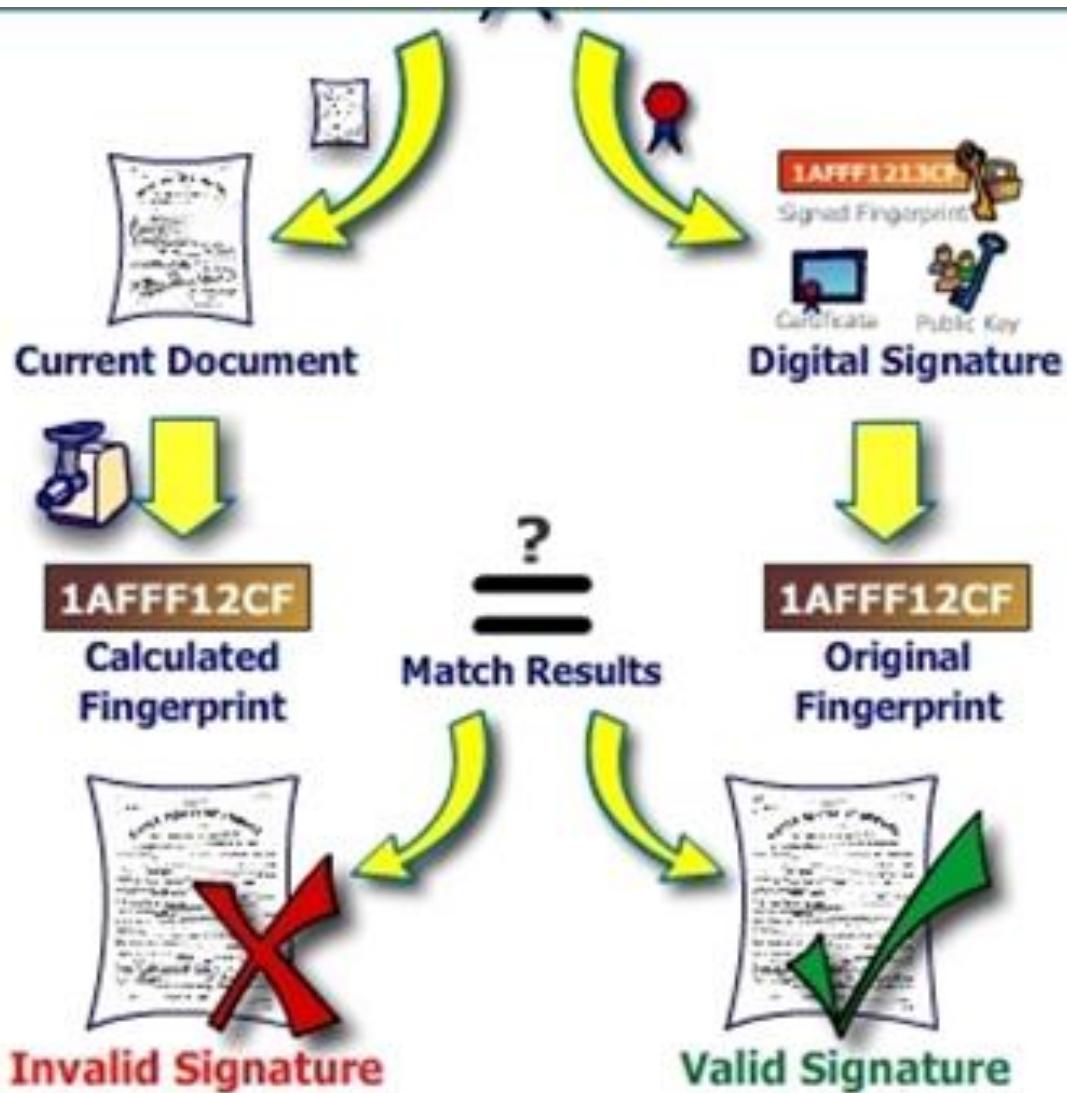 1AFFF1213CF
Signed Fingerprint
Certificate
Public Key
Current Document
Digital Signature
?
1AFFF12CF
1AFFF12CF
Calculated
Fingerprint
Match Results
Original
Fingerprint
Invalid Signature
Valid Signature